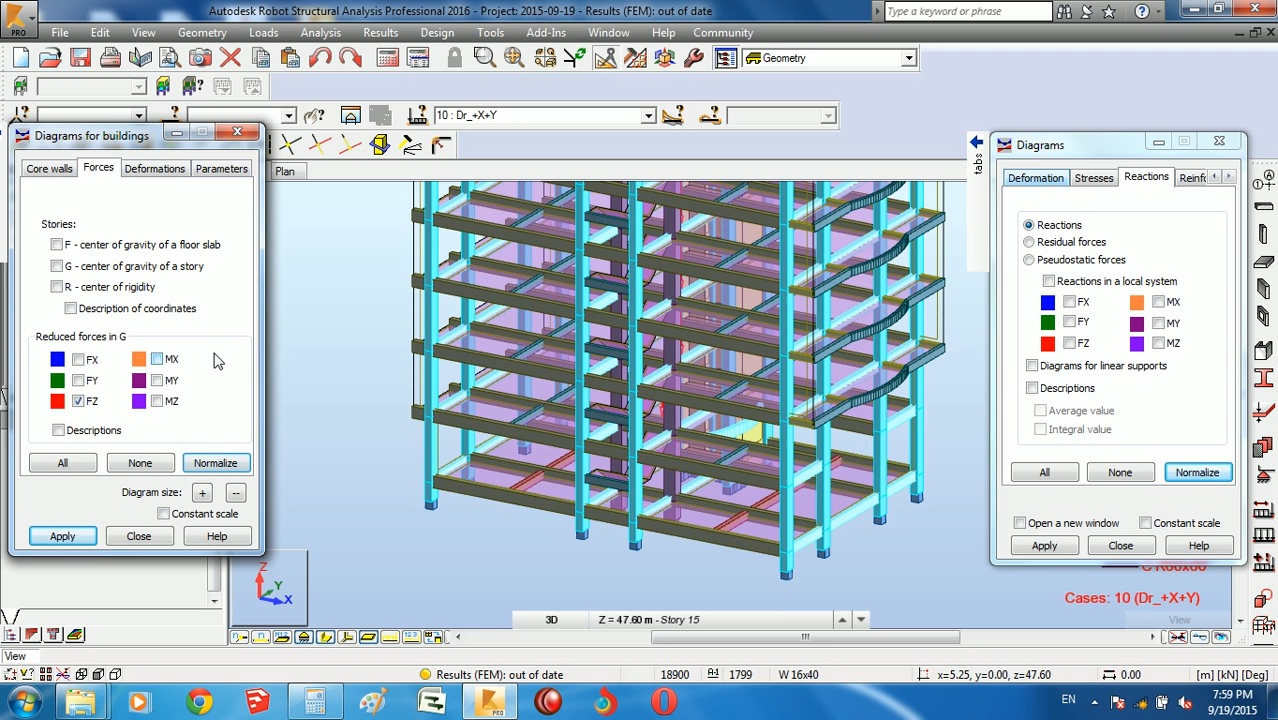 Autodesk Robot Structural Analysis Professional 2016 - Project: 2015-09-19 - Results (FEM): out of date
Type a keyword or phrase
PRO
File Edit View Geometry Loads Analysis Results Design Tools Add-Ins Window Help Community
Geometry
10 : Dr_+X+Y
Plan
tabs
Diagrams for buildings
Core walls Forces Deformations Parameters
Stories:
F - center of gravity of a floor slab
G - center of gravity of a story
R - center of rigidity
Description of coordinates
Reduced forces in G
FX MX
FY MY
FZ MZ
Descriptions
All None Normalize
Diagram size: + --
Constant scale
Apply Close Help
Diagrams
Deformation Stresses Reactions Reinf
Reactions
Residual forces
Pseudostatic forces
Reactions in a local system
FX MX
FY MY
FZ MZ
Diagrams for linear supports
Descriptions
Average value
Integral value
All None Normalize
Open a new window Constant scale
Apply Close Help
Z
Y
X
Cases: 10 (Dr_+X+Y)
3D Z = 47.60 m - Story 15
View
View
Results (FEM): out of date 18900 1799 W 16x40 x=5.25, y=0.00, z=47.60 0.00 [m] [kN] [Deg]
EN 7:59 PM
9/19/2015